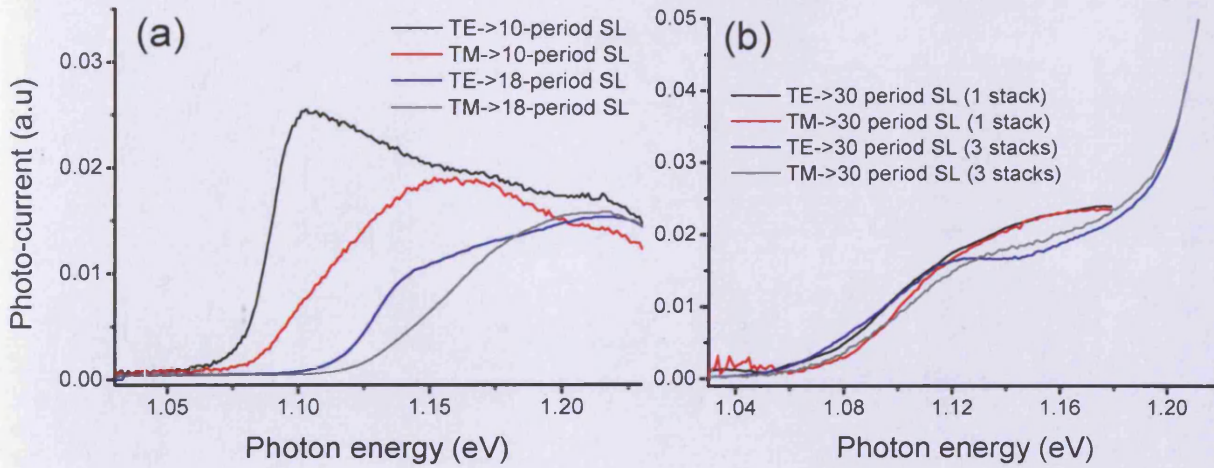 (a)
TE->10-period SL
TM->10-period SL
TE->18-period SL
TM->18-period SL
0.03
0.02
0.01
0.00
Photo-current (a.u)
1.05
1.10
1.15
1.20
Photon energy (eV)
(b)
TE->30 period SL (1 stack)
TM->30 period SL (1 stack)
TE->30 period SL (3 stacks)
TM->30 period SL (3 stacks)
0.05
0.04
0.03
0.02
0.01
0.00
1.04
1.08
1.12
1.16
1.20
Photon energy (eV)